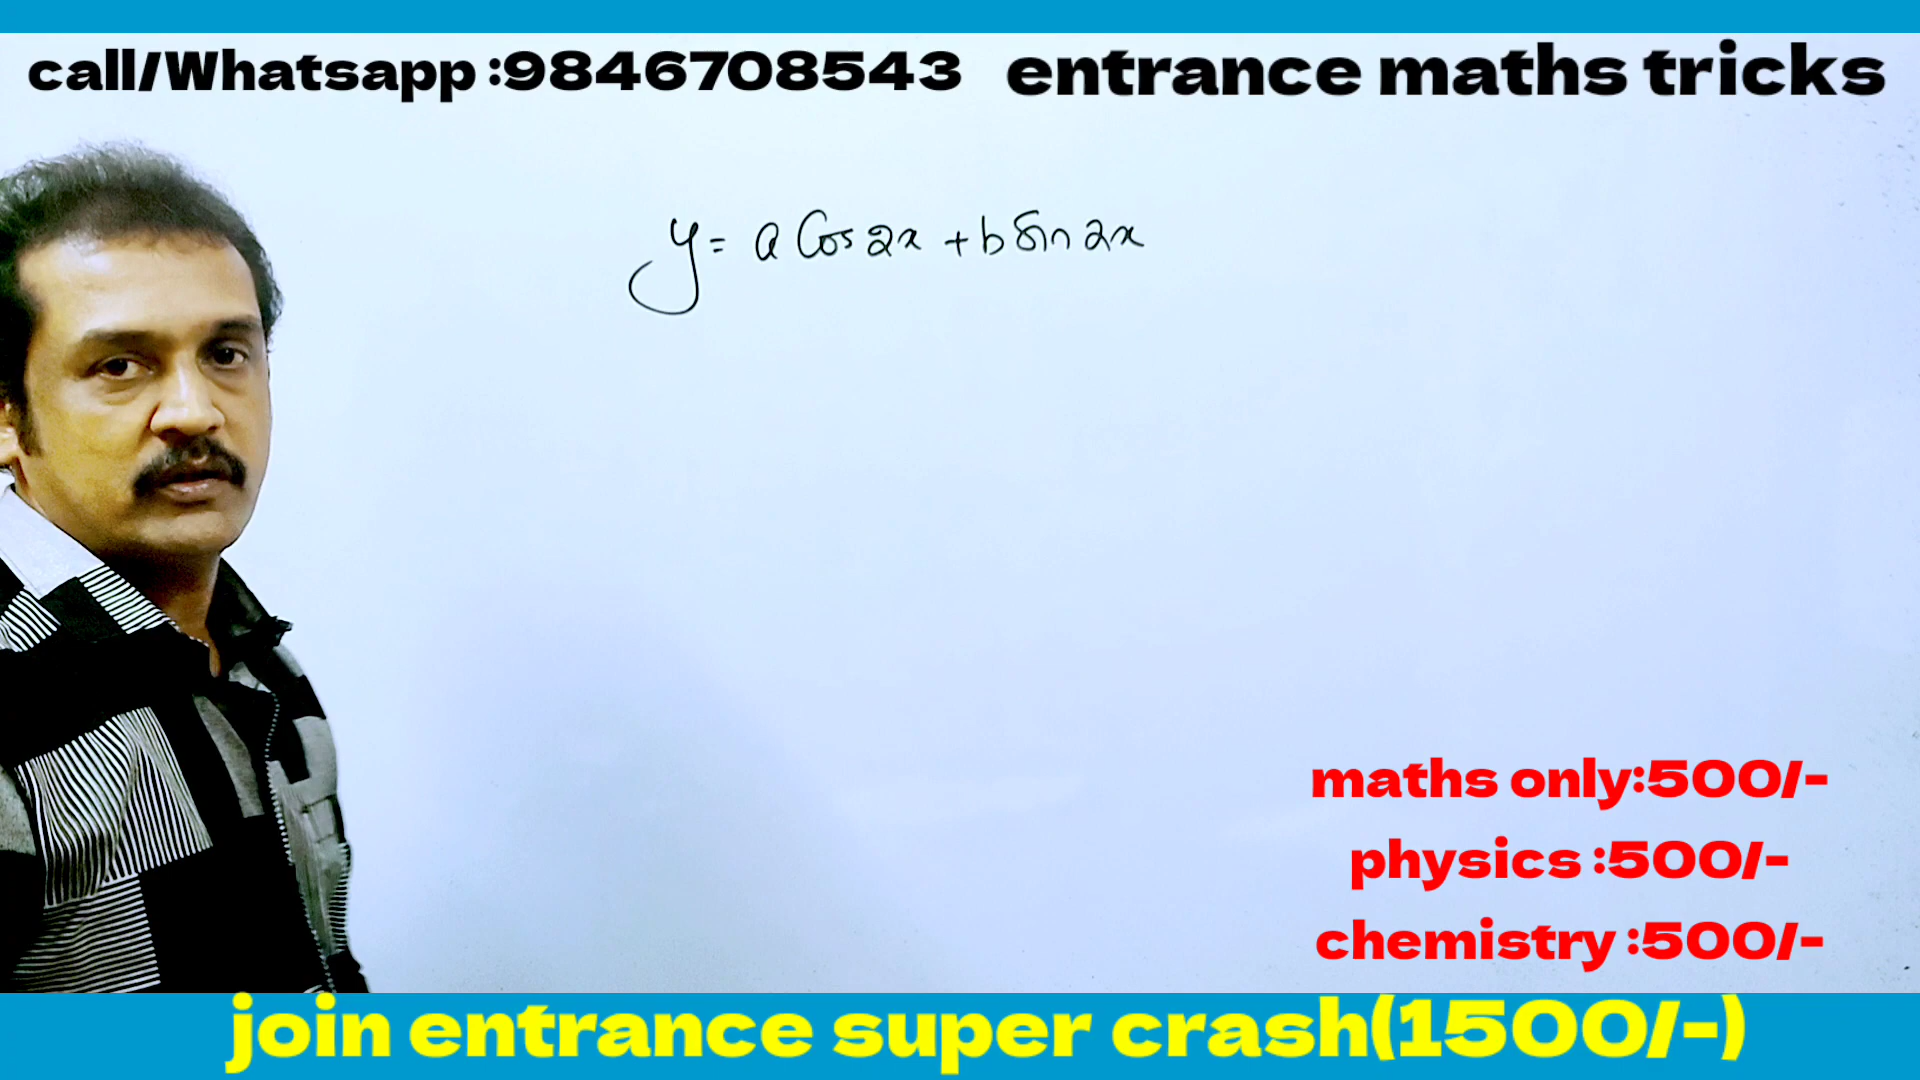 call/Whatsapp :9846708543 entrance maths tricks
y = a Cos 2x + b Sin 2x
maths only:500/-
physics :500/-
chemistry :500/-
join entrance super crash(1500/-)